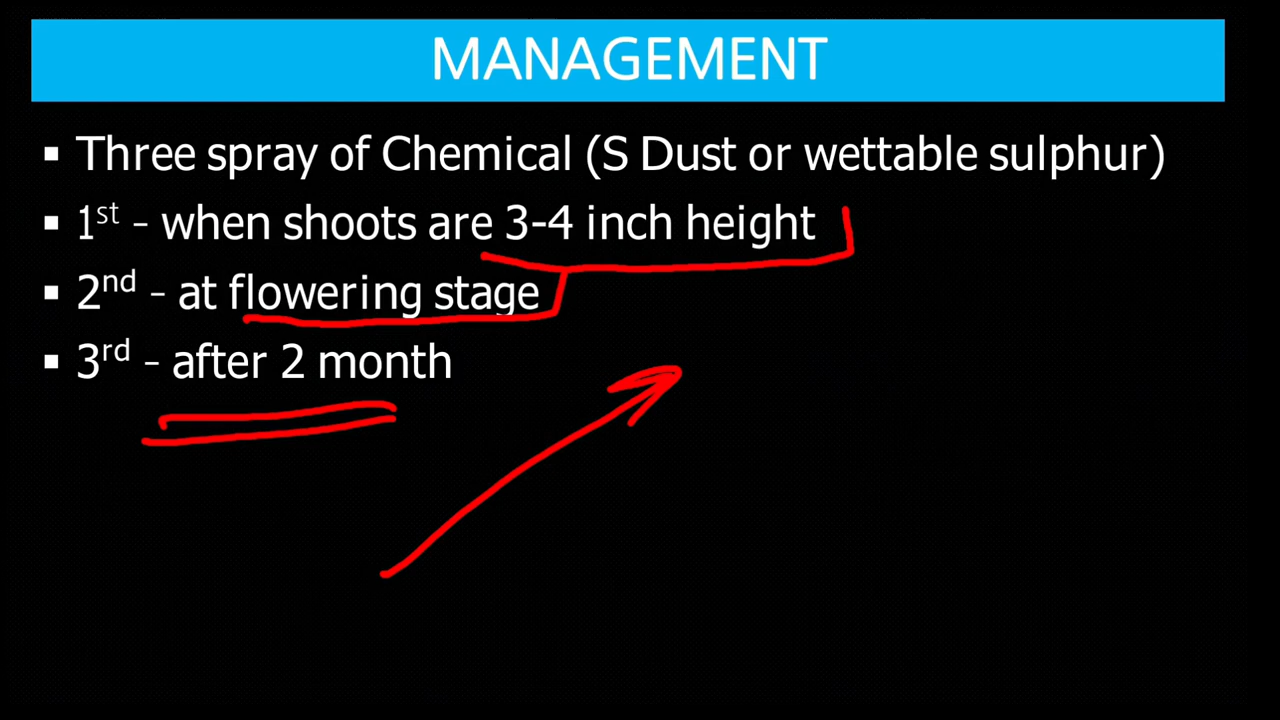 MANAGEMENT
▪ Three spray of Chemical (S Dust or wettable sulphur)
▪ 1st - when shoots are 3-4 inch height
▪ 2nd - at flowering stage
▪ 3rd - after 2 month